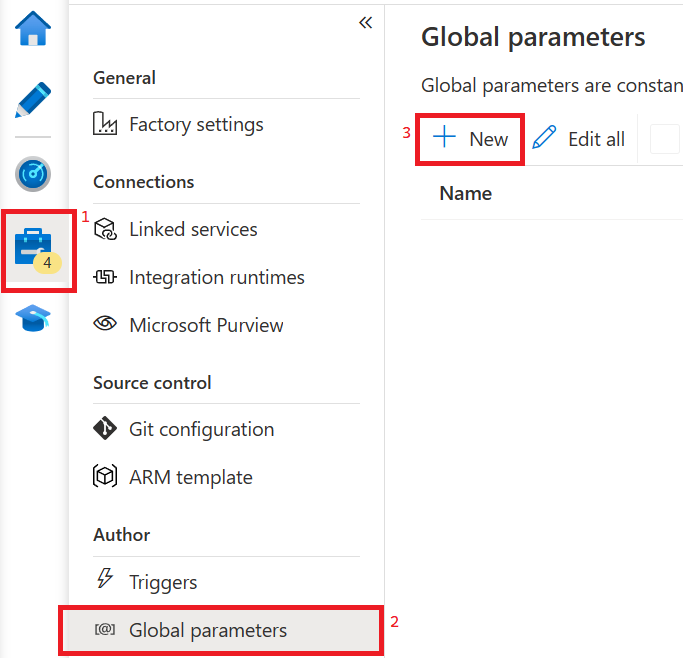 «
Global parameters
General
Global parameters are constan
Factory settings
3
New
Edit all
Connections
Name
1
Linked services
4
Integration runtimes
Microsoft Purview
Source control
Git configuration
ARM template
Author
Triggers
[@] Global parameters
2